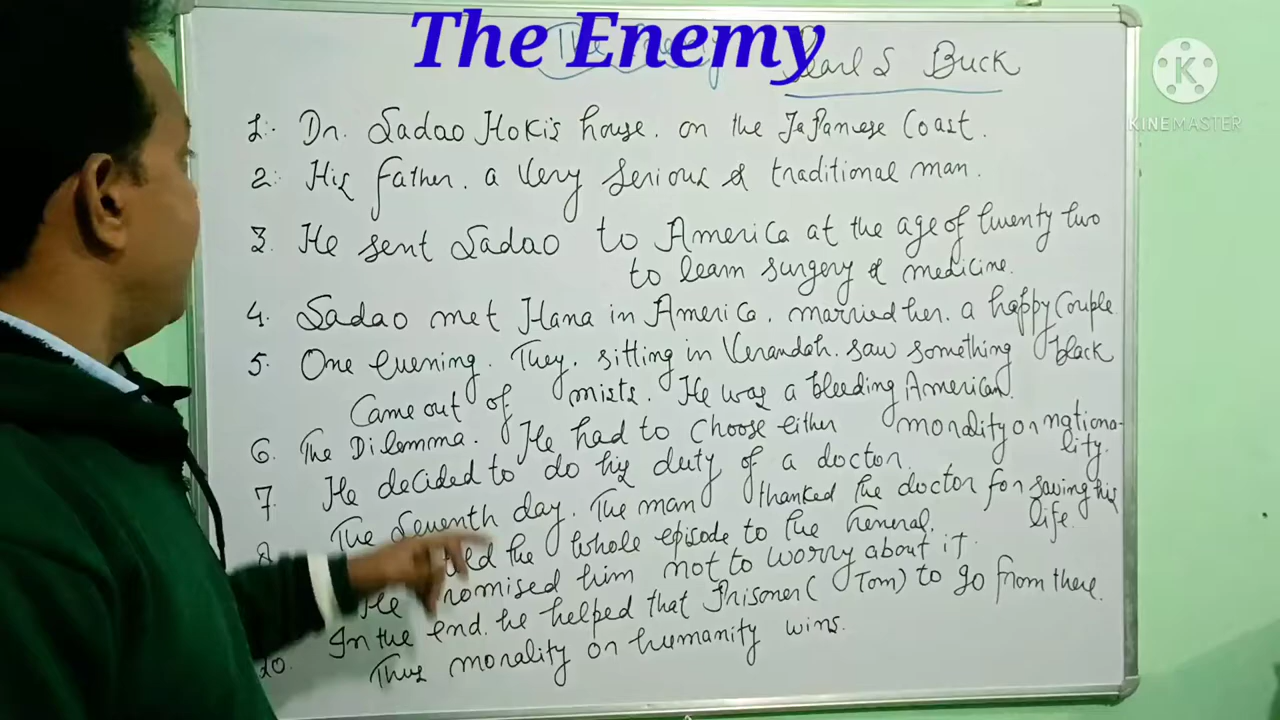 The Enemy
Pearl S Buck
KINEMASTER
1. Dr. Sadao Hoki's house. on the Japanese Coast.
2. His father. a very serious & traditional man.
3. He sent Sadao to America at the age of twenty two
to learn surgery & medicine.
4. Sadao met Hana in America. married her. a happy couple
5. One evening. They. sitting in Verandah. saw something black
Came out of mists. He was a bleeding American.
6. The Dilemma. He had to choose either morality or nationa-
lity.
7. He decided to do his duty of a doctor.
The Seventh day. The man thanked the doctor for saving his
life.
the whole episode to the General.
He promised him not to worry about it.
In the end. he helped that Prisoner (Tom) to go from there.
10. Thus morality or humanity wins.